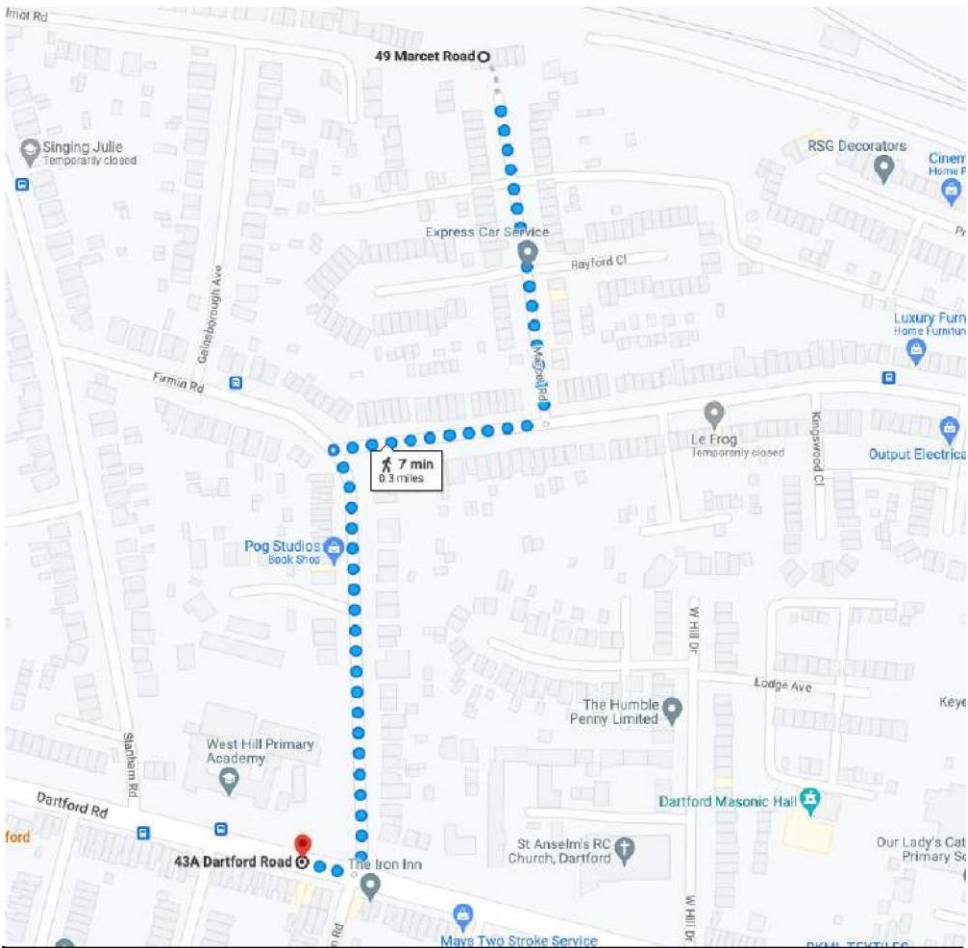 lmot Rd
49 Marcet Road
Singing Julie
Temporarily closed
RSG Decorators
Cinem
Home F
Express Car Service
Rayford Cl
Gainsborough Ave
Luxury Furn
Home Furniture
Firmin Rd
Marcet Rd
Le Frog
Temporarily closed
Kingswood Cl
Output Electrica
7 min
0.3 miles
Pog Studios
Book Shop
W Hill Dr
Lodge Ave
The Humble
Penny Limited
Keye
West Hill Primary
Academy
Stanham Rd
Dartford Rd
Dartford Masonic Hall
ford
43A Dartford Road
The Iron Inn
St Anselm's RC
Church, Dartford
Our Lady's Cat
Primary Sc
W Hill Dr
n Rd
Mays Two Stroke Service